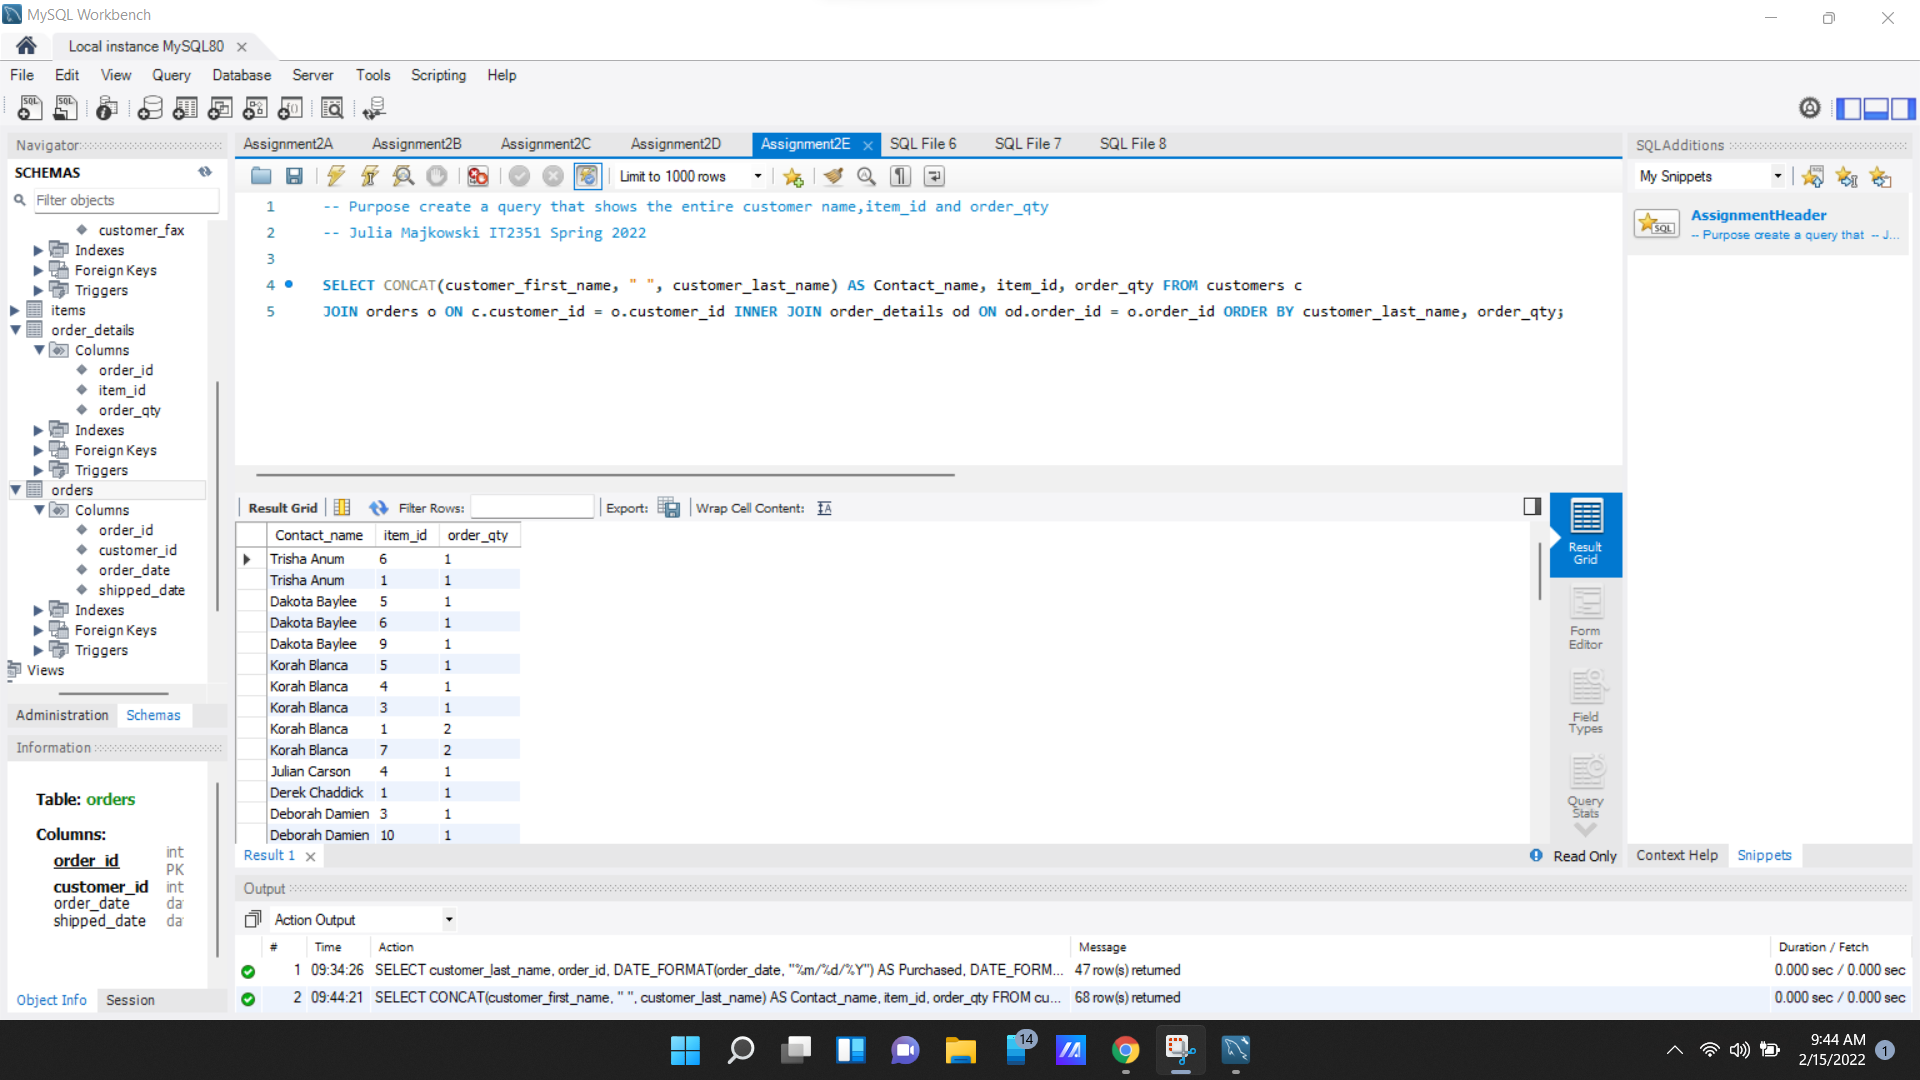 MySQL Workbench
Local instance MySQL80
File Edit View Query Database Server Tools Scripting Help
Navigator
SCHEMAS
Filter objects
customer_fax
Indexes
Foreign Keys
Triggers
items
order_details
Columns
order_id
item_id
order_qty
Indexes
Foreign Keys
Triggers
orders
Columns
order_id
customer_id
order_date
shipped_date
Indexes
Foreign Keys
Triggers
Views
Administration Schemas
Information
Table: orders
Columns:
order_id int
PK
customer_id int
order_date da
shipped_date da
Object Info Session
Assignment2A Assignment2B Assignment2C Assignment2D Assignment2E SQL File 6 SQL File 7 SQL File 8
Limit to 1000 rows
1 -- Purpose create a query that shows the entire customer name,item_id and order_qty
2 -- Julia Majkowski IT2351 Spring 2022
3
4 SELECT CONCAT(customer_first_name, " ", customer_last_name) AS Contact_name, item_id, order_qty FROM customers c
5 JOIN orders o ON c.customer_id = o.customer_id INNER JOIN order_details od ON od.order_id = o.order_id ORDER BY customer_last_name, order_qty;
Result Grid Filter Rows: Export: Wrap Cell Content:
Contact_name item_id order_qty
Trisha Anum 6 1
Trisha Anum 1 1
Dakota Baylee 5 1
Dakota Baylee 6 1
Dakota Baylee 9 1
Korah Blanca 5 1
Korah Blanca 4 1
Korah Blanca 3 1
Korah Blanca 1 2
Korah Blanca 7 2
Julian Carson 4 1
Derek Chaddick 1 1
Deborah Damien 3 1
Deborah Damien 10 1
Result 1
Read Only
Result
Grid
Form
Editor
Field
Types
Query
Stats
SQLAdditions
My Snippets
SQL
AssignmentHeader
-- Purpose create a query that -- J...
Context Help Snippets
Output
Action Output
# Time Action Message Duration / Fetch
1 09:34:26 SELECT customer_last_name, order_id, DATE_FORMAT(order_date, "%m/%d/%Y") AS Purchased, DATE_FORM... 47 row(s) returned 0.000 sec / 0.000 sec
2 09:44:21 SELECT CONCAT(customer_first_name, " ", customer_last_name) AS Contact_name, item_id, order_qty FROM cu... 68 row(s) returned 0.000 sec / 0.000 sec
14
9:44 AM
2/15/2022
1